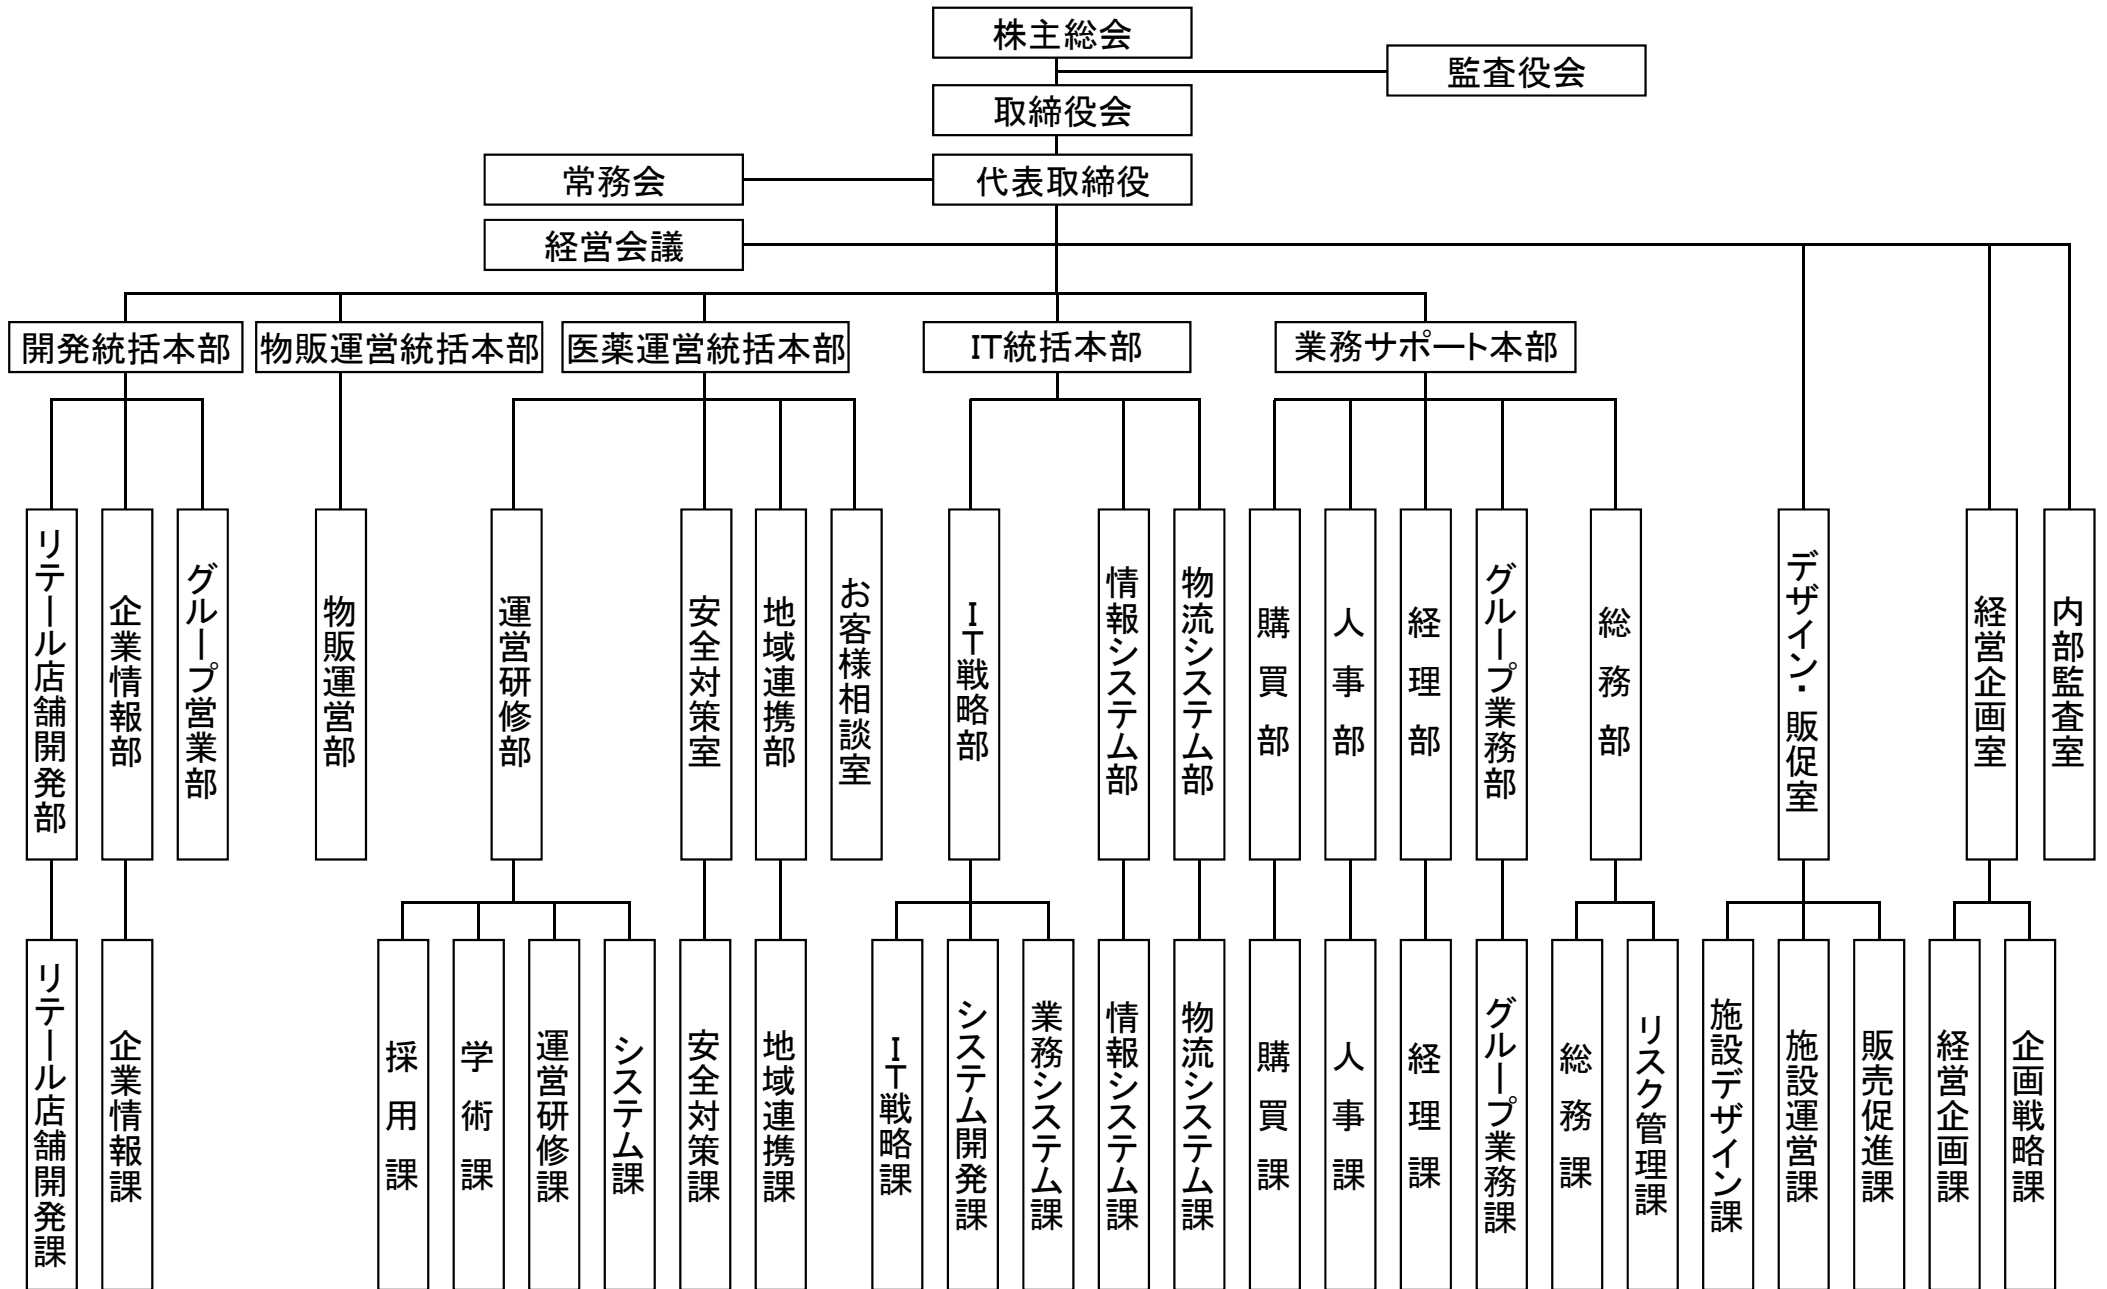 株主総会
監査役会
取締役会
常務会
代表取締役
経営会議
開発統括本部
物販運営統括本部
医薬運営統括本部
IT統括本部
業務サポート本部
リテール店舗開発部
企業情報部
グループ営業部
物販運営部
運営研修部
安全対策室
地域連携部
お客様相談室
IT戦略部
情報システム部
物流システム部
購買部
人事部
経理部
グループ業務部
総務部
デザイン・販促室
経営企画室
内部監査室
リテール店舗開発課
企業情報課
採用課
学術課
運営研修課
システム課
安全対策課
地域連携課
IT戦略課
システム開発課
業務システム課
情報システム課
物流システム課
購買課
人事課
経理課
グループ業務課
総務課
リスク管理課
施設デザイン課
施設運営課
販売促進課
経営企画課
企画戦略課